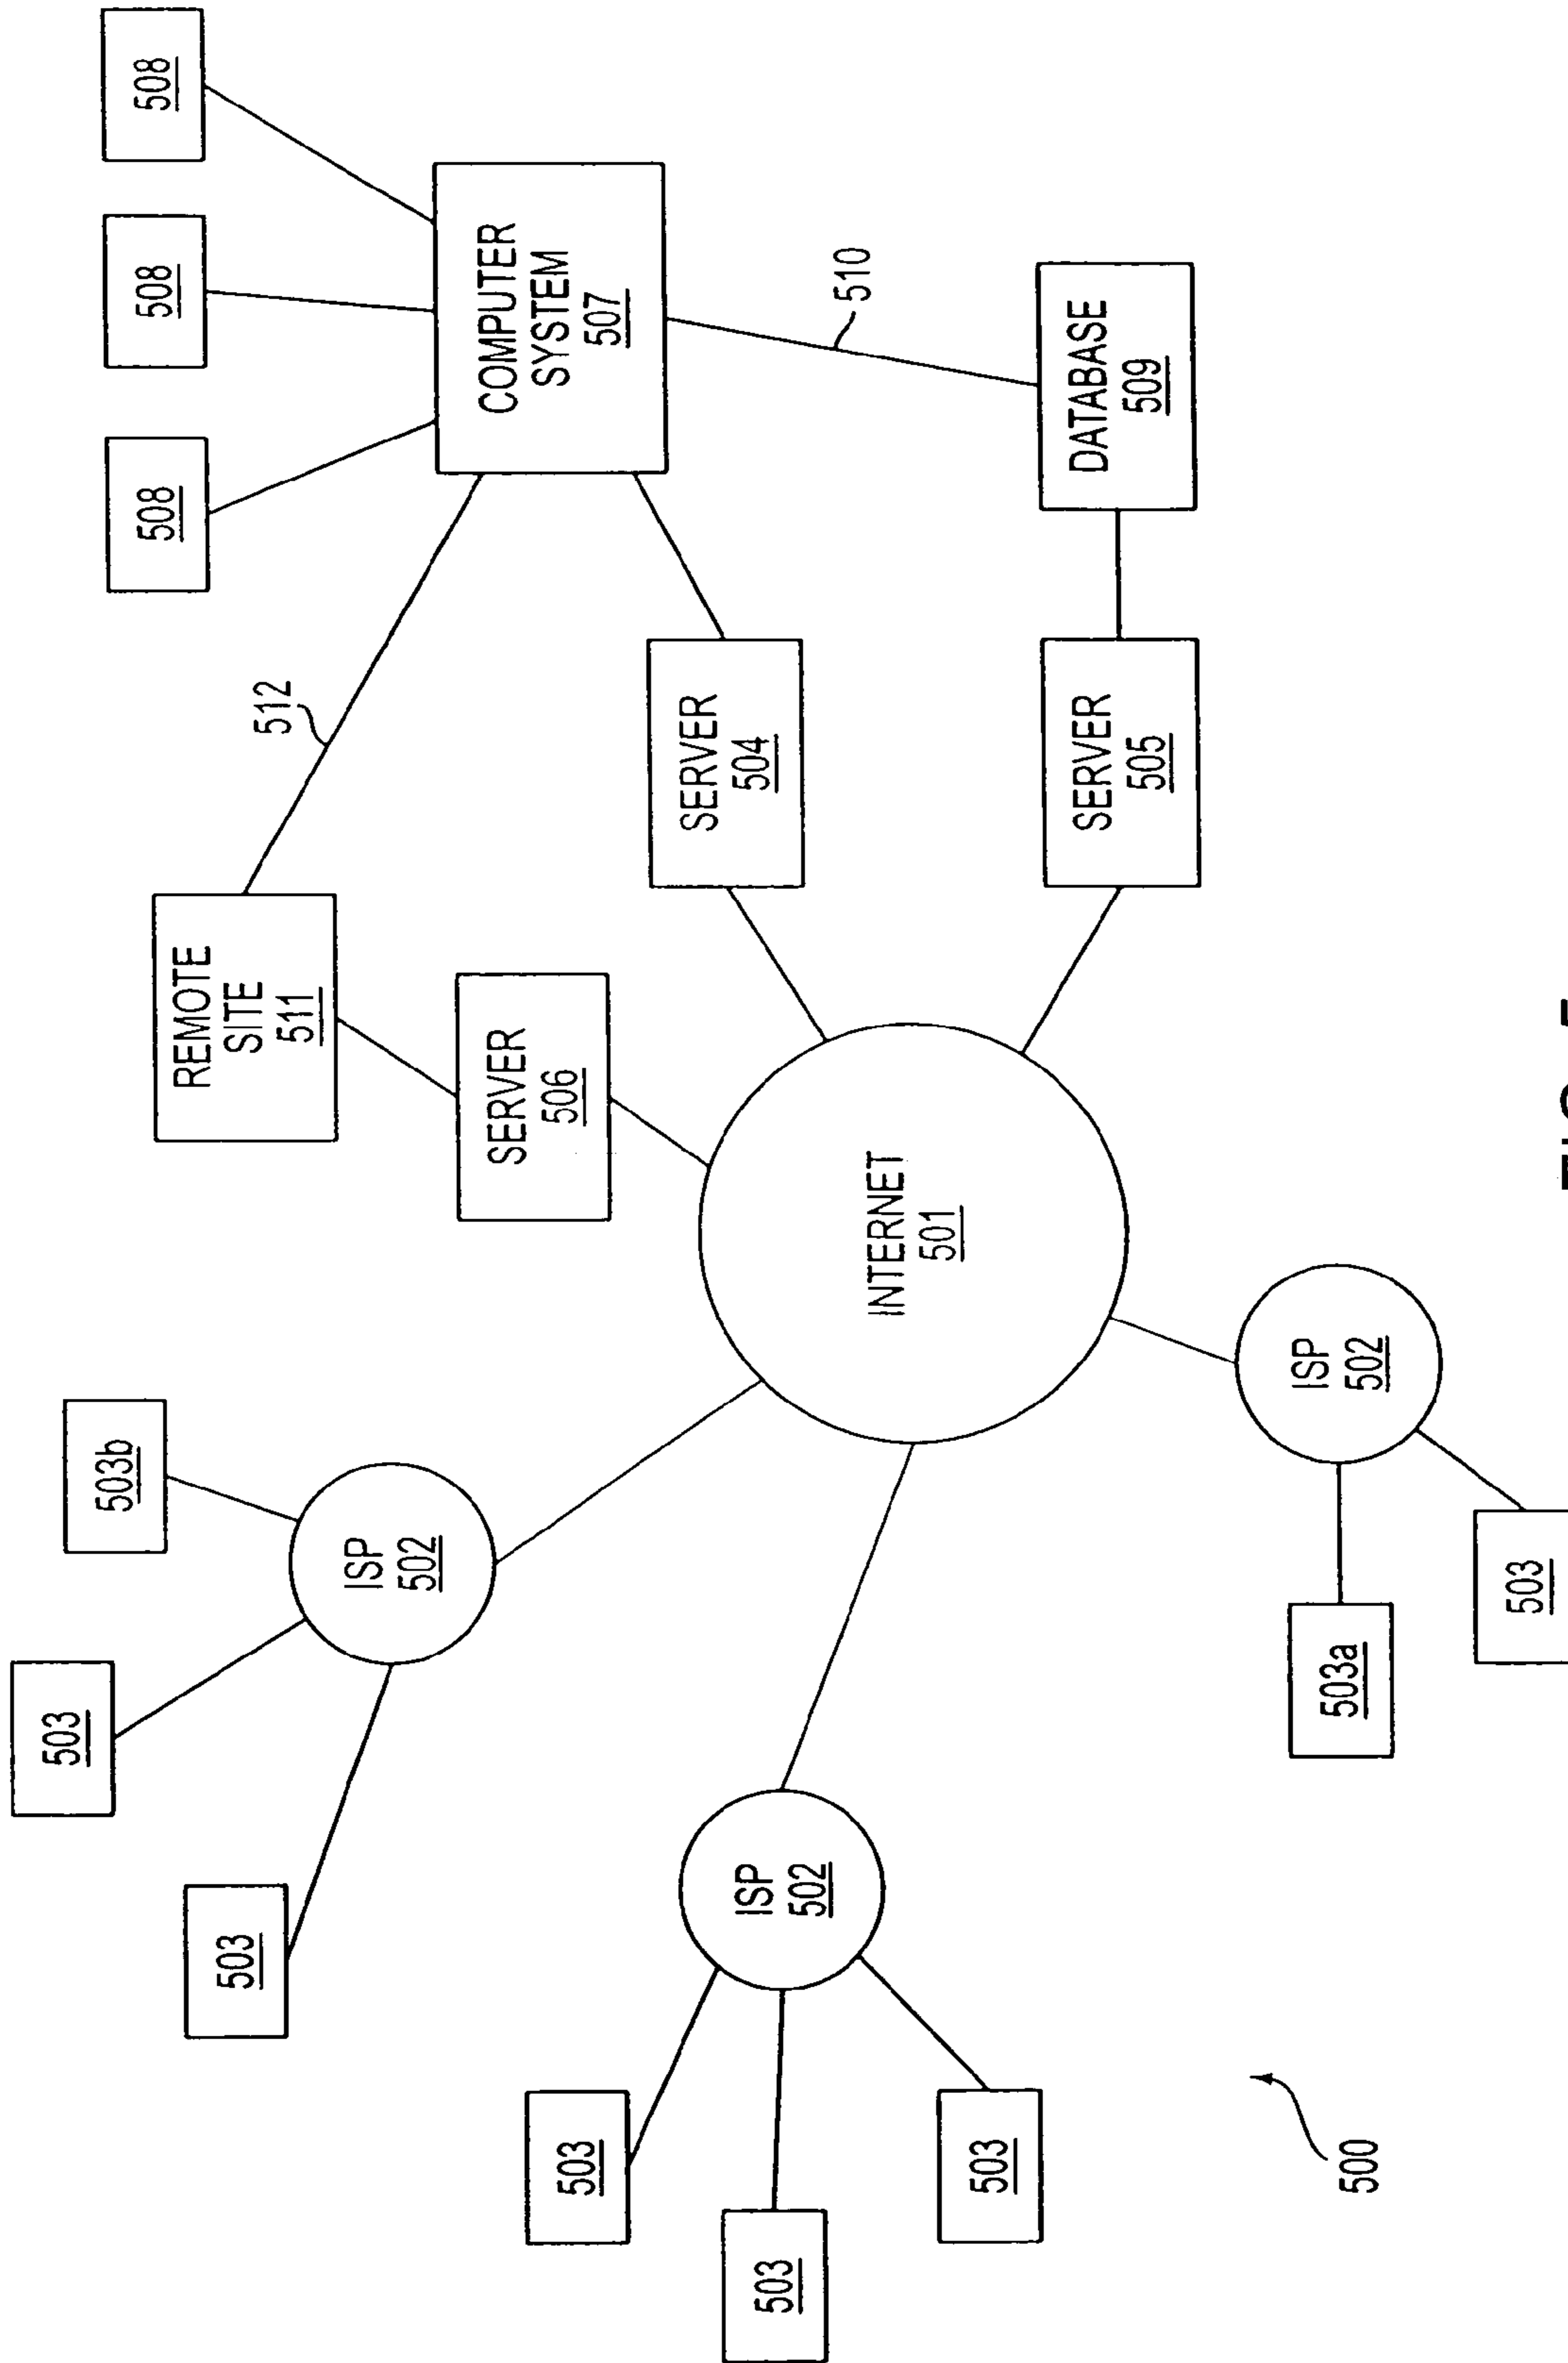 503
503b
508
508
508
503
REMOTE
SITE
511
512
ISP
502
COMPUTER
SYSTEM
507
SERVER
506
503
SERVER
504
ISP
502
503
INTERNET
501
510
503
SERVER
505
DATABASE
509
ISP
502
503a
500
503